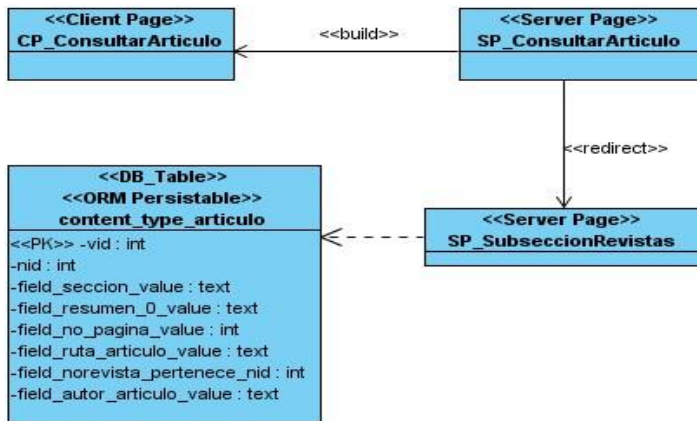 <<Client Page>>
CP_ConsultarArticulo
<<build>>
<<Server Page>>
SP_ConsultarArticulo
<<redirect>>
<<DB_Table>>
<<ORM Persistable>>
content_type_articulo
<<PK>> -vid : int
-nid : int
-field_seccion_value : text
-field_resumen_0_value : text
-field_no_pagina_value : int
-field_ruta_articulo_value : text
-field_norevista_pertenece_nid : int
-field_autor_articulo_value : text
<<Server Page>>
SP_SubseccionRevistas